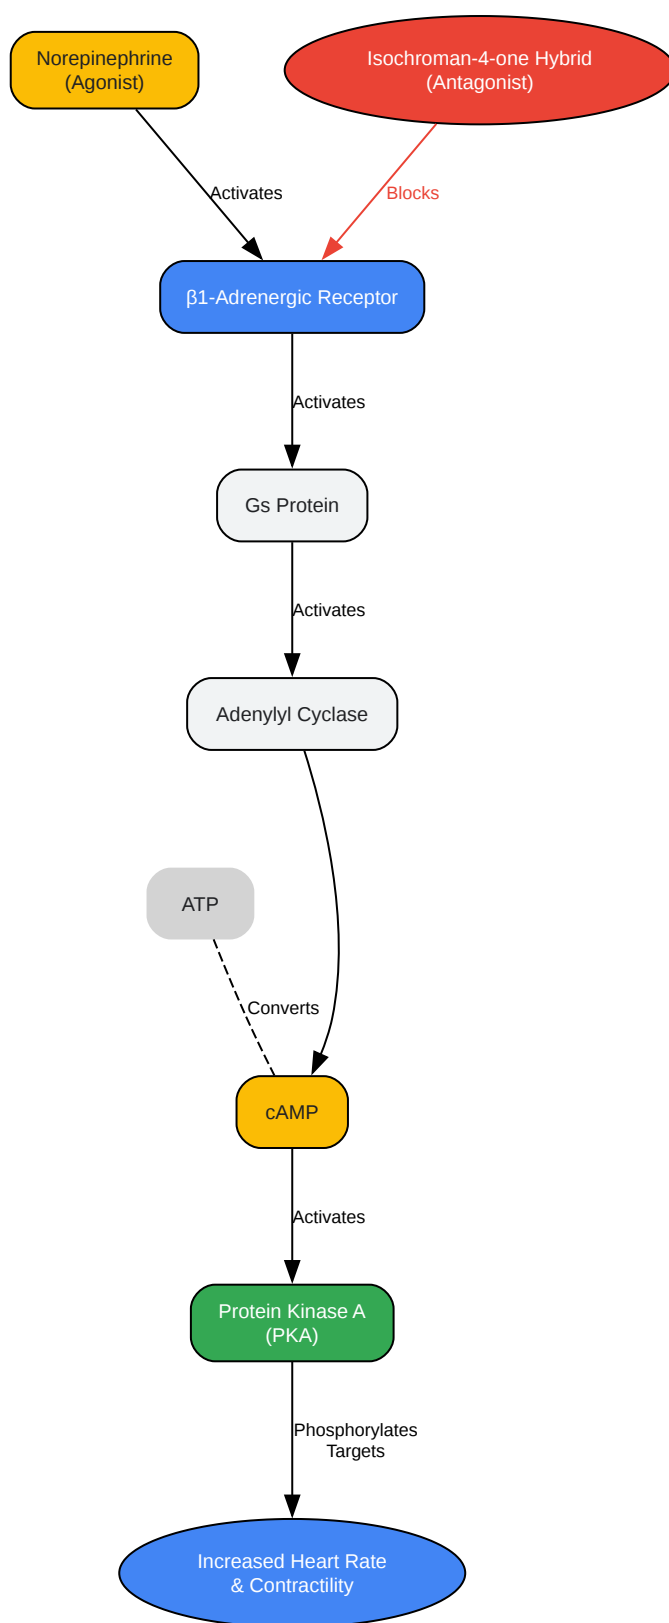 Norepinephrine
(Agonist)
Isochroman-4-one Hybrid
(Antagonist)
Activates
Blocks
β1-Adrenergic Receptor
Activates
Gs Protein
Activates
Adenylyl Cyclase
ATP
Converts
cAMP
Activates
Protein Kinase A
(PKA)
Phosphorylates
Targets
Increased Heart Rate
& Contractility